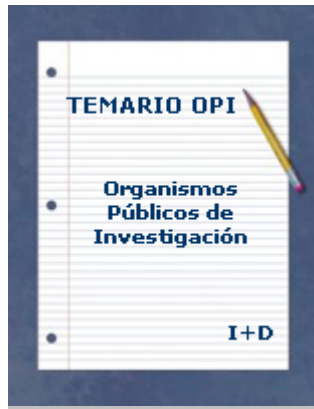 TEMARIO OPI
Organismos
Públicos de
Investigación
I+D